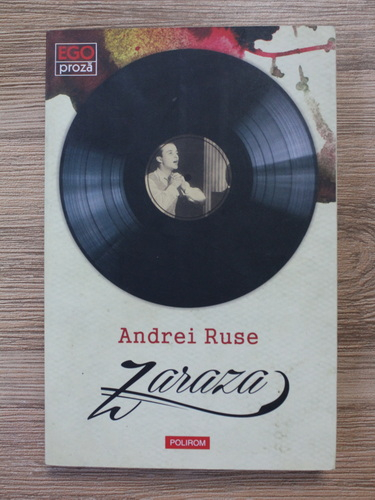 EGO
proză
Andrei Ruse
Zaraza
POLIROM